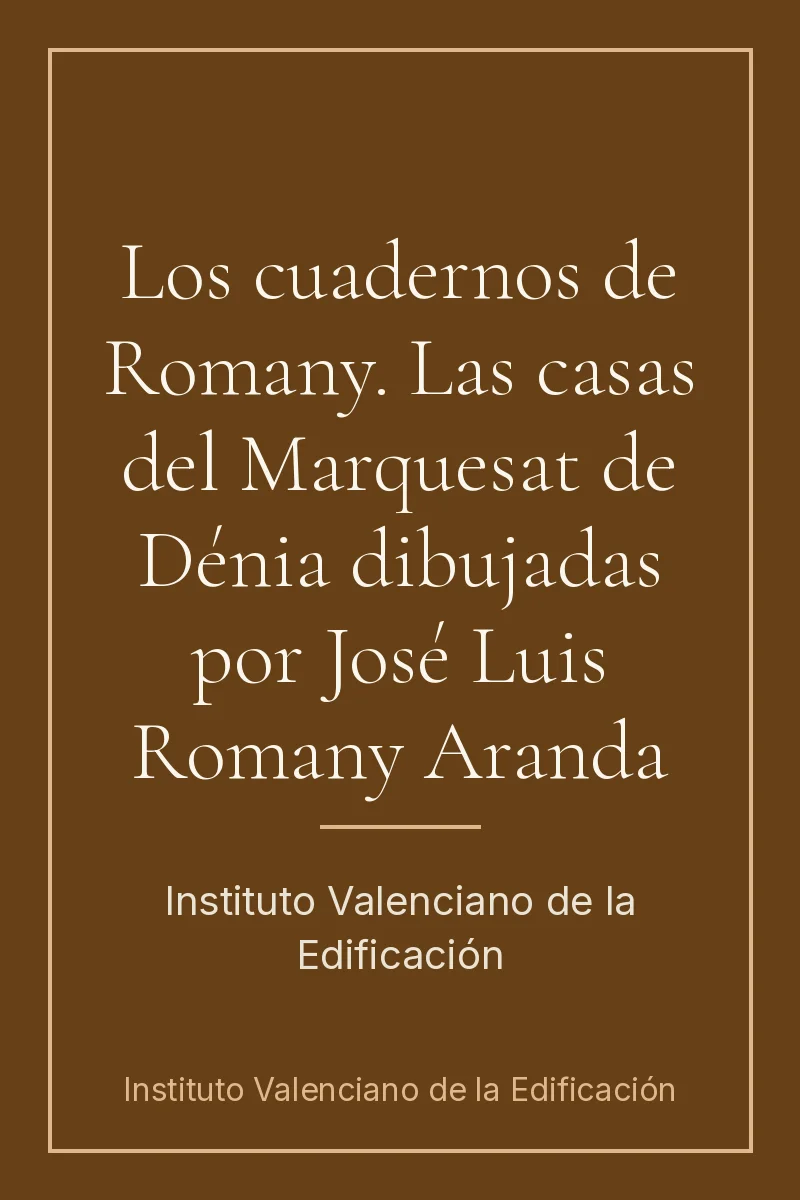 Los cuadernos de
Romany. Las casas
del Marquesat de
Dénia dibujadas
por José Luis
Romany Aranda
Instituto Valenciano de la
Edificación
Instituto Valenciano de la Edificación